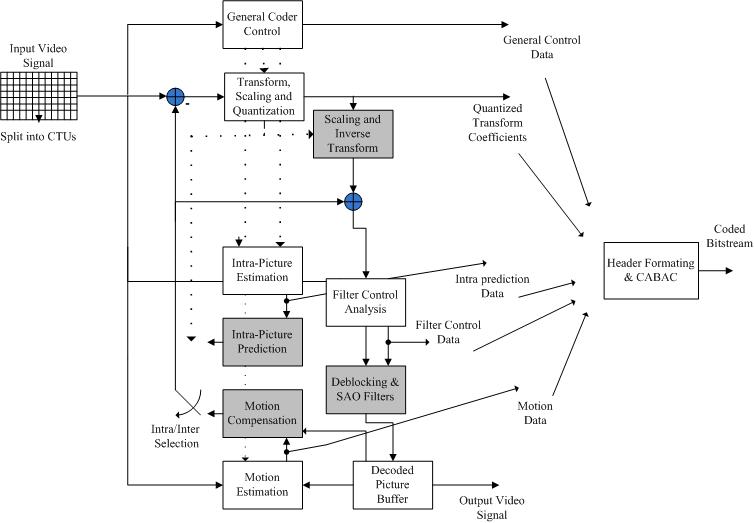 General Coder
Control
Input Video
Signal
General Control
Data
Transform,
Scaling and
Quantization
Quantized
Transform
Coefficients
Split into CTUs
Scaling and
Inverse
Transform
-
Coded
Bitstream
Intra-Picture
Estimation
Header Formating
& CABAC
Intra prediction
Data
Filter Control
Analysis
Filter Control
Data
Intra-Picture
Prediction
Deblocking &
SAO Filters
Motion
Compensation
Motion
Data
Intra/Inter
Selection
Motion
Estimation
Decoded
Picture
Buffer
Output Video
Signal